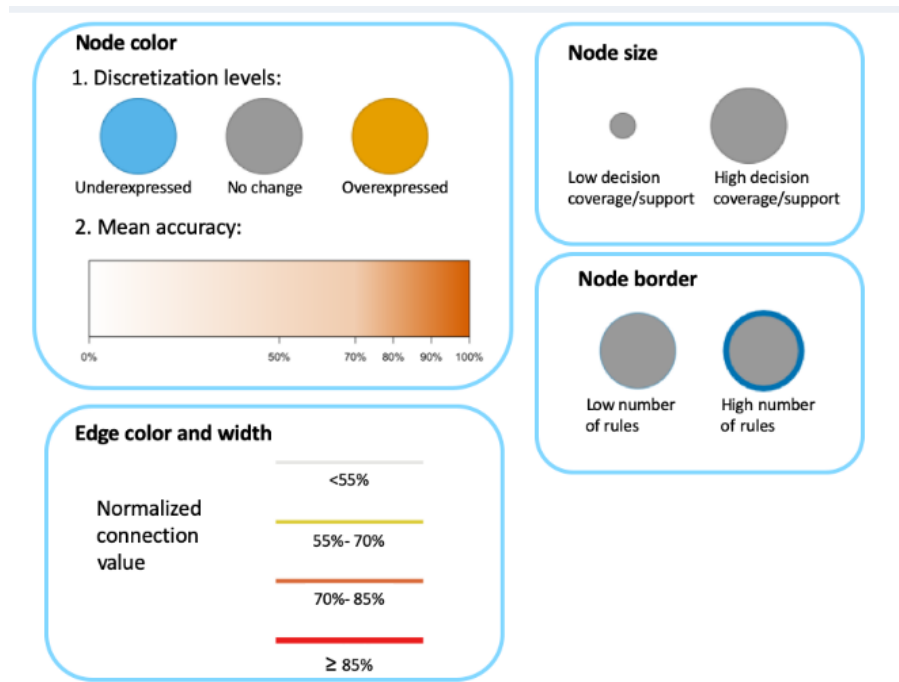 Node color
1. Discretization levels:
Underexpressed
No change
Overexpressed
2. Mean accuracy:
0%
50%
70%
80%
90%
100%
Node size
Low decision
coverage/support
High decision
coverage/support
Node border
Low number
of rules
High number
of rules
Edge color and width
Normalized
connection
value
<55%
55%- 70%
70%- 85%
≥ 85%